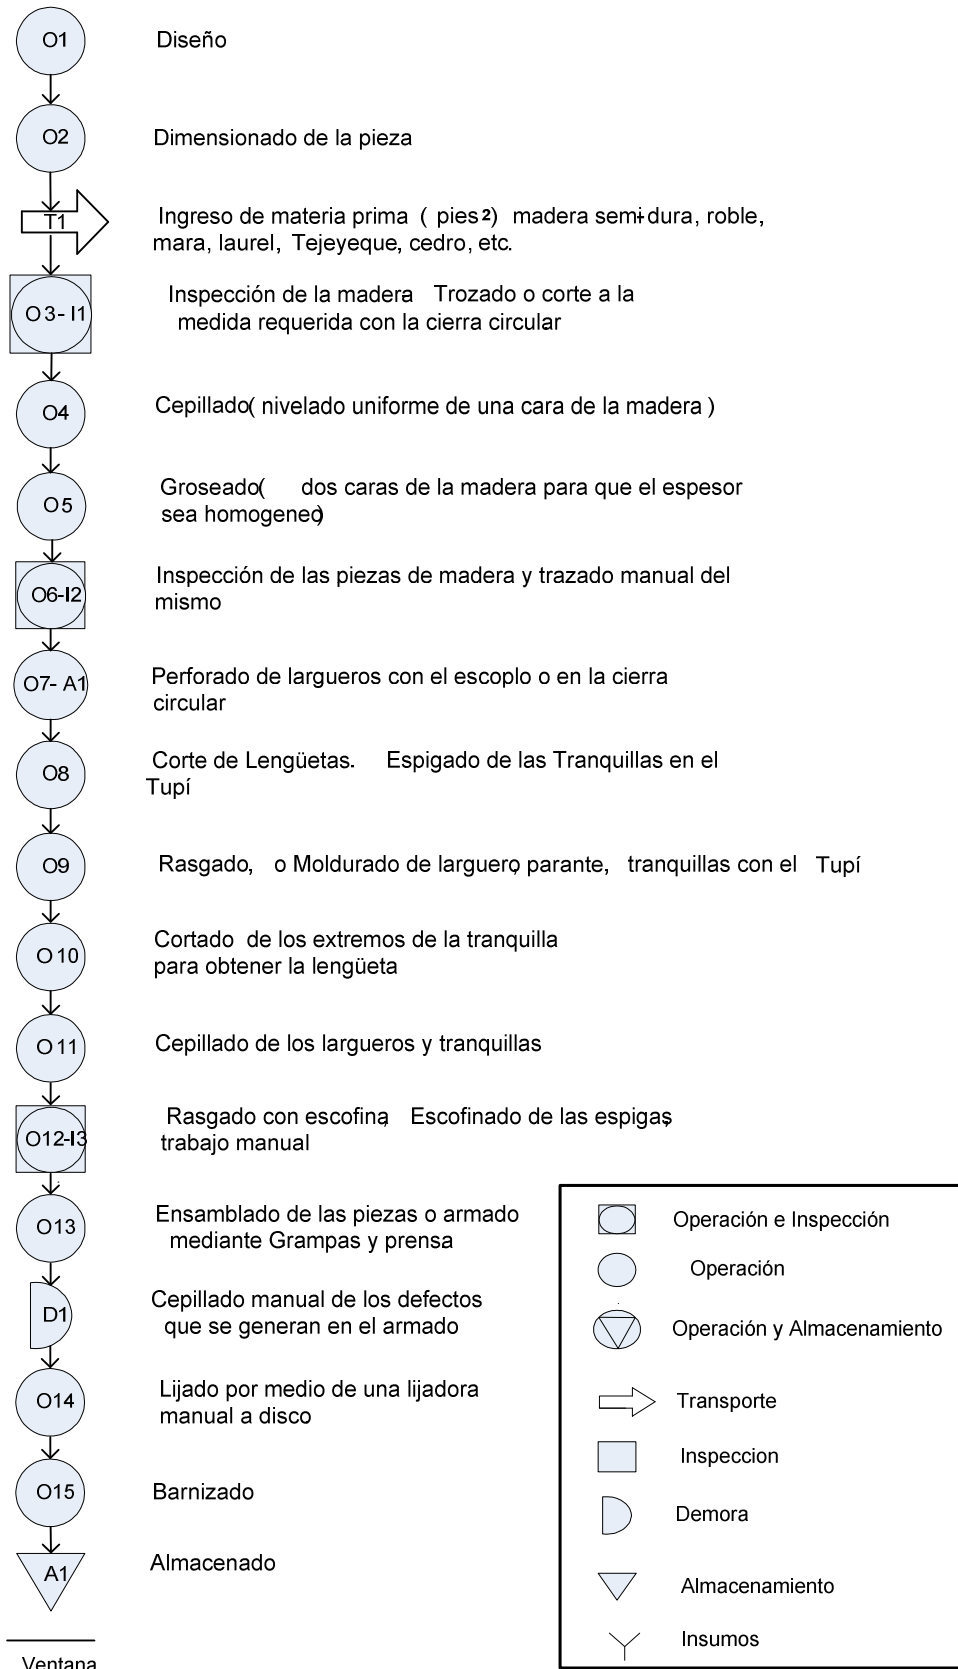 O1
Diseño
O2
Dimensionado de la pieza
T1
Ingreso de materia prima ( pies2) madera semi-dura, roble,
mara, laurel, Tejeyeque, cedro, etc.
O3-I1
Inspección de la madera Trozado o corte a la
medida requerida con la cierra circular
O4
Cepillado( nivelado uniforme de una cara de la madera )
O5
Groseado( dos caras de la madera para que el espesor
sea homogeneo)
O6-I2
Inspección de las piezas de madera y trazado manual del
mismo
O7-A1
Perforado de largueros con el escoplo o en la cierra
circular
O8
Corte de Lengüetas. Espigado de las Tranquillas en el
Tupí
O9
Rasgado, o Moldurado de larguero, parante, tranquillas con el Tupí
O10
Cortado de los extremos de la tranquilla
para obtener la lengüeta
O11
Cepillado de los largueros y tranquillas
O12-I3
Rasgado con escofina, Escofinado de las espigas,
trabajo manual
O13
Ensamblado de las piezas o armado
mediante Grampas y prensa.
D1
Cepillado manual de los defectos
que se generan en el armado
O14
Lijado por medio de una lijadora
manual a disco
O15
Barnizado
A1
Almacenado
Ventana
Operación e Inspección
Operación
Operación y Almacenamiento
Transporte
Inspeccion
Demora
Almacenamiento
Insumos